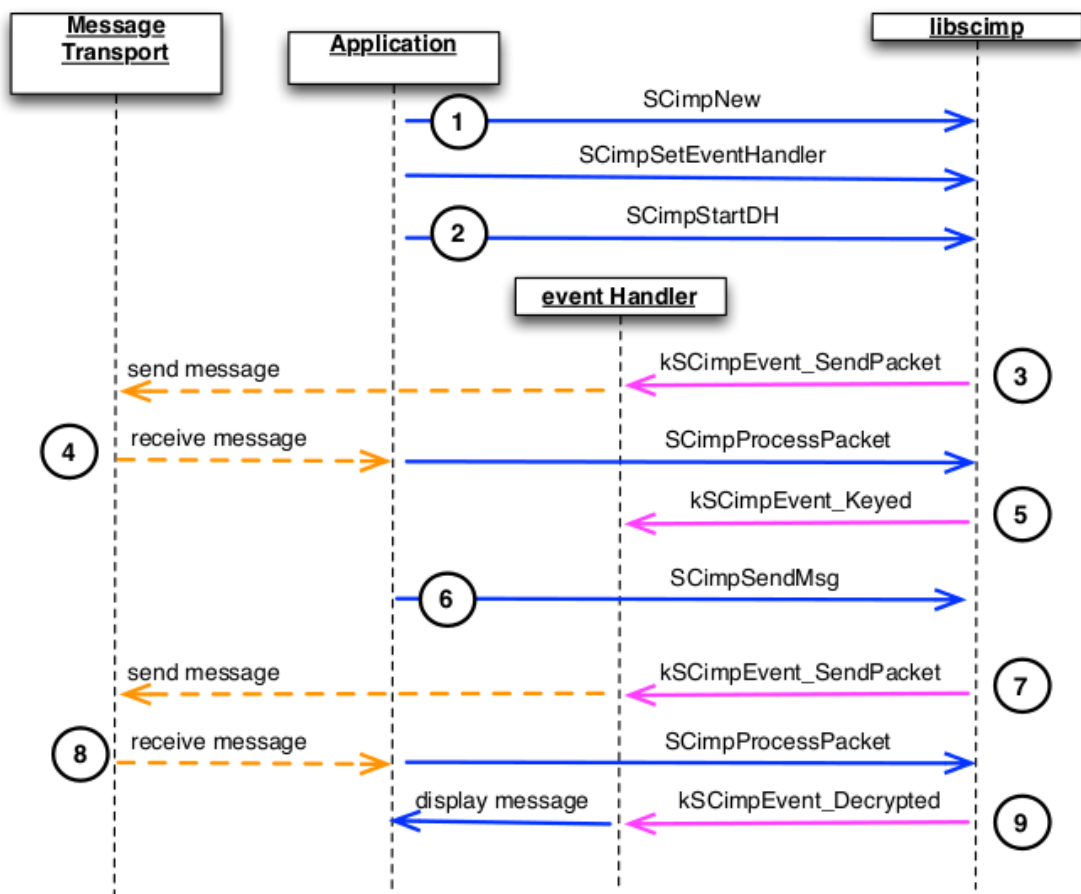 Message
Transport
Application
libscimp
SCimpNew
1
SCimpSetEventHandler
SCimpStartDH
2
event Handler
send message
kSCimpEvent_SendPacket
3
4
receive message
SCimpProcessPacket
kSCimpEvent_Keyed
5
SCimpSendMsg
6
send message
kSCimpEvent_SendPacket
7
8
receive message
SCimpProcessPacket
display message
kSCimpEvent_Decrypted
9